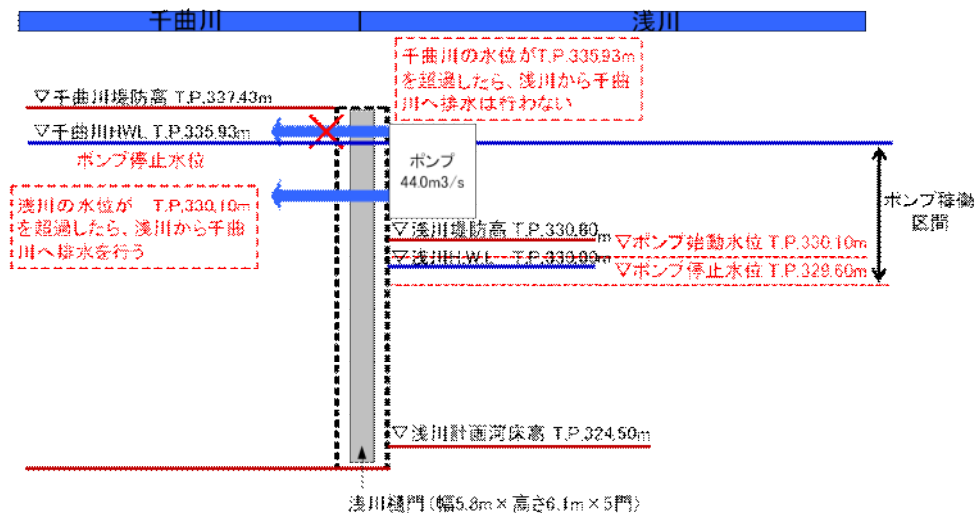 千曲川
浅川
千曲川の水位がT.P.335.93m
を超過したら、浅川から千曲
川へ排水は行わない
▽千曲川堤防高 T.P.337.43m
▽千曲川HWL T.P.335.93m
ポンプ停止水位
ポンプ
44.0m3/s
浅川の水位が T.P.330.10m
を超過したら、浅川から千曲
川へ排水を行う
ポンプ稼働
区間
▽浅川堤防高 T.P.330.60m
▽ポンプ始動水位 T.P.330.10m
▽浅川H.W.L T.P.330.00m
▽ポンプ停止水位 T.P.329.60m
▽浅川計画河床高 T.P.324.50m
浅川樋門(幅5.8m×高さ6.1m×5門)